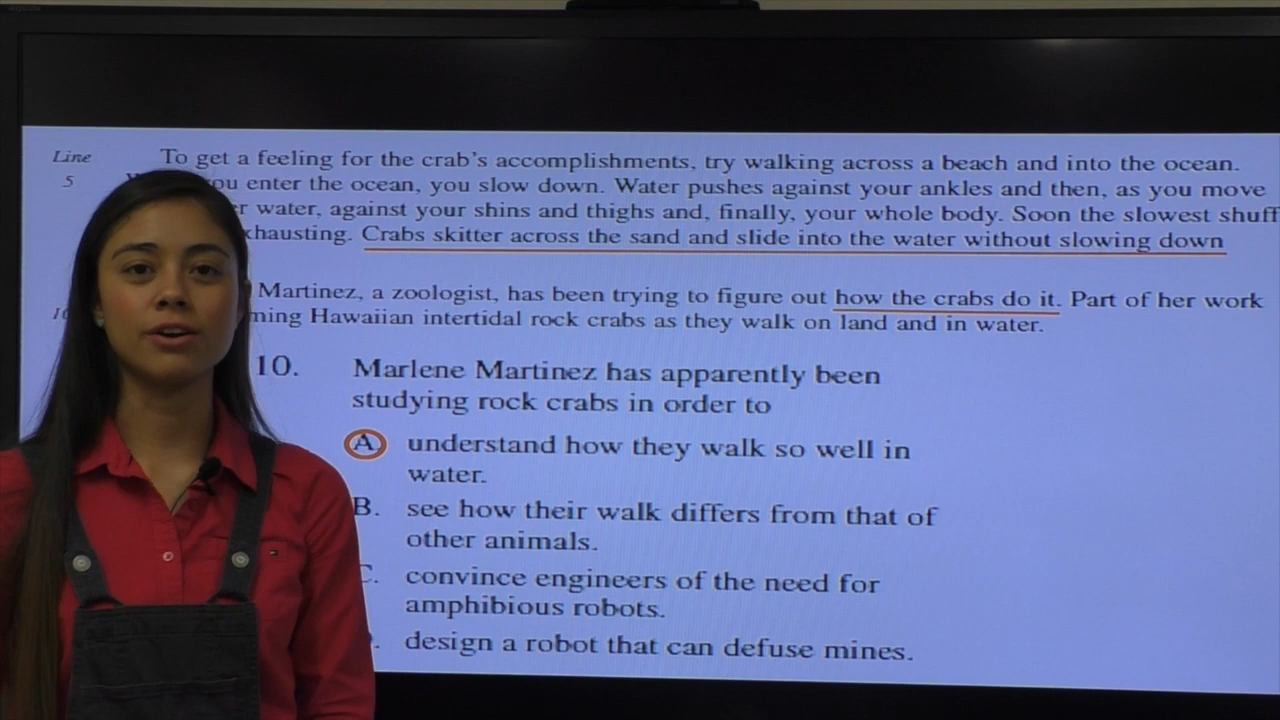 Line To get a feeling for the crab's accomplishments, try walking across a beach and into the ocean.
5 you enter the ocean, you slow down. Water pushes against your ankles and then, as you move
water, against your shins and thighs and, finally, your whole body. Soon the slowest shuff
xhausting. Crabs skitter across the sand and slide into the water without slowing down
Martinez, a zoologist, has been trying to figure out how the crabs do it. Part of her work
ming Hawaiian intertidal rock crabs as they walk on land and in water.
10. Marlene Martinez has apparently been
studying rock crabs in order to
A understand how they walk so well in
water.
B. see how their walk differs from that of
other animals.
C. convince engineers of the need for
amphibious robots.
design a robot that can defuse mines.